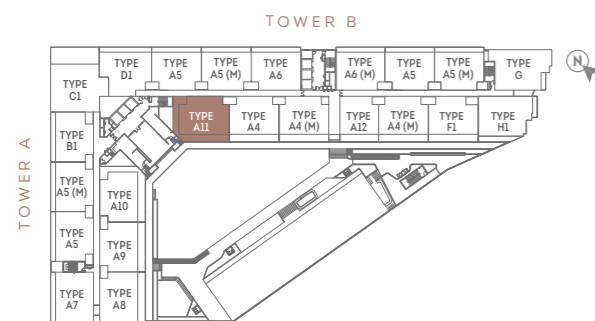 TOWER B
TYPE
D1
TYPE
A5
TYPE
A5 (M)
TYPE
A6
TYPE
A6 (M)
TYPE
A5
TYPE
A5 (M)
TYPE
G
N
TYPE
C1
TYPE
A11
TYPE
A4
TYPE
A4 (M)
TYPE
A12
TYPE
A4 (M)
TYPE
F1
TYPE
H1
TOWER A
TYPE
B1
TYPE
A5 (M)
TYPE
A10
TYPE
A5
TYPE
A9
TYPE
A7
TYPE
A8